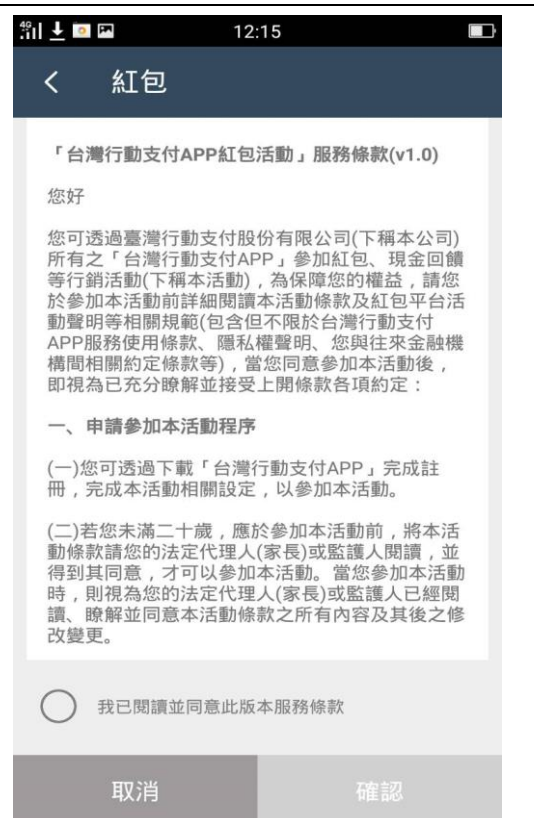 4G 12:15
紅包
「台灣行動支付APP紅包活動」服務條款(v1.0)
您好
您可透過臺灣行動支付股份有限公司(下稱本公司)
所有之「台灣行動支付APP」參加紅包、現金回饋
等行銷活動(下稱本活動)，為保障您的權益，請您
於參加本活動前詳細閱讀本活動條款及紅包平台活
動聲明等相關規範(包含但不限於台灣行動支付
APP服務使用條款、隱私權聲明、您與往來金融機
構間相關約定條款等)，當您同意參加本活動後，
即視為已充分瞭解並接受上開條款各項約定：
一、申請參加本活動程序
(一)您可透過下載「台灣行動支付APP」完成註
冊，完成本活動相關設定，以參加本活動。
(二)若您未滿二十歲，應於參加本活動前，將本活
動條款請您的法定代理人(家長)或監護人閱讀，並
得到其同意，才可以參加本活動。當您參加本活動
時，則視為您的法定代理人(家長)或監護人已經閱
讀、瞭解並同意本活動條款之所有內容及其後之修
改變更。
我已閱讀並同意此版本服務條款
取消 確認